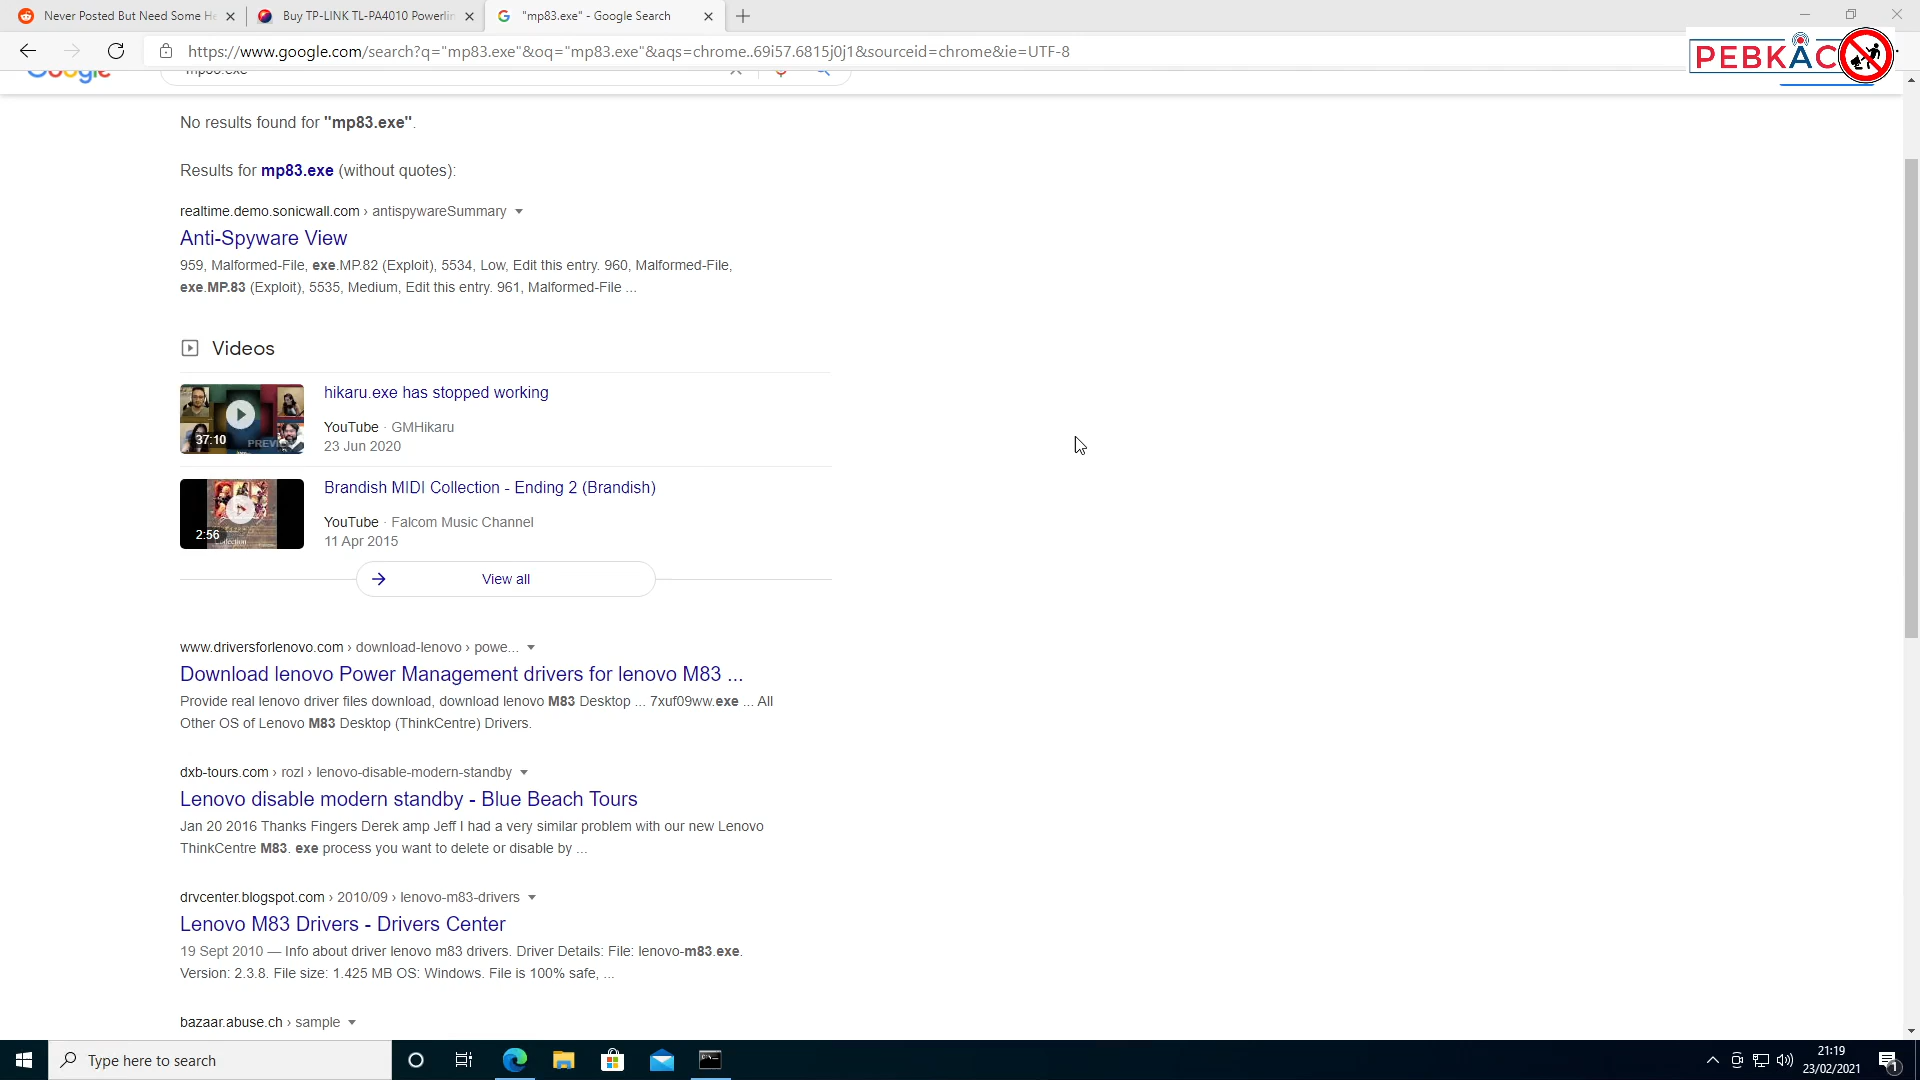 Never Posted But Need Some He
Buy TP-LINK TL-PA4010 Powerlin
"mp83.exe" - Google Search
https://www.google.com/search?q="mp83.exe"&oq="mp83.exe"&aqs=chrome..69i57.6815j0j1&sourceid=chrome&ie=UTF-8
PEBKAC
Google
mp83.exe
No results found for "mp83.exe".
Results for mp83.exe (without quotes):
realtime.demo.sonicwall.com › antispywareSummary
Anti-Spyware View
959, Malformed-File, exe.MP.82 (Exploit), 5534, Low, Edit this entry. 960, Malformed-File,
exe.MP.83 (Exploit), 5535, Medium, Edit this entry. 961, Malformed-File ...
Videos
37:10
PREVIEW
hikaru.exe has stopped working
YouTube · GMHikaru
23 Jun 2020
2:56
Collection
Brandish MIDI Collection - Ending 2 (Brandish)
YouTube · Falcom Music Channel
11 Apr 2015
View all
www.driversforlenovo.com › download-lenovo › powe...
Download lenovo Power Management drivers for lenovo M83 ...
Provide real lenovo driver files download, download lenovo M83 Desktop ... 7xuf09ww.exe ... All
Other OS of Lenovo M83 Desktop (ThinkCentre) Drivers.
dxb-tours.com › rozl › lenovo-disable-modern-standby
Lenovo disable modern standby - Blue Beach Tours
Jan 20 2016 Thanks Fingers Derek amp Jeff I had a very similar problem with our new Lenovo
ThinkCentre M83. exe process you want to delete or disable by ...
drvcenter.blogspot.com › 2010/09 › lenovo-m83-drivers
Lenovo M83 Drivers - Drivers Center
19 Sept 2010 — Info about driver lenovo m83 drivers. Driver Details: File: lenovo-m83.exe.
Version: 2.3.8. File size: 1.425 MB OS: Windows. File is 100% safe, ...
bazaar.abuse.ch › sample
Type here to search
21:19
23/02/2021
1